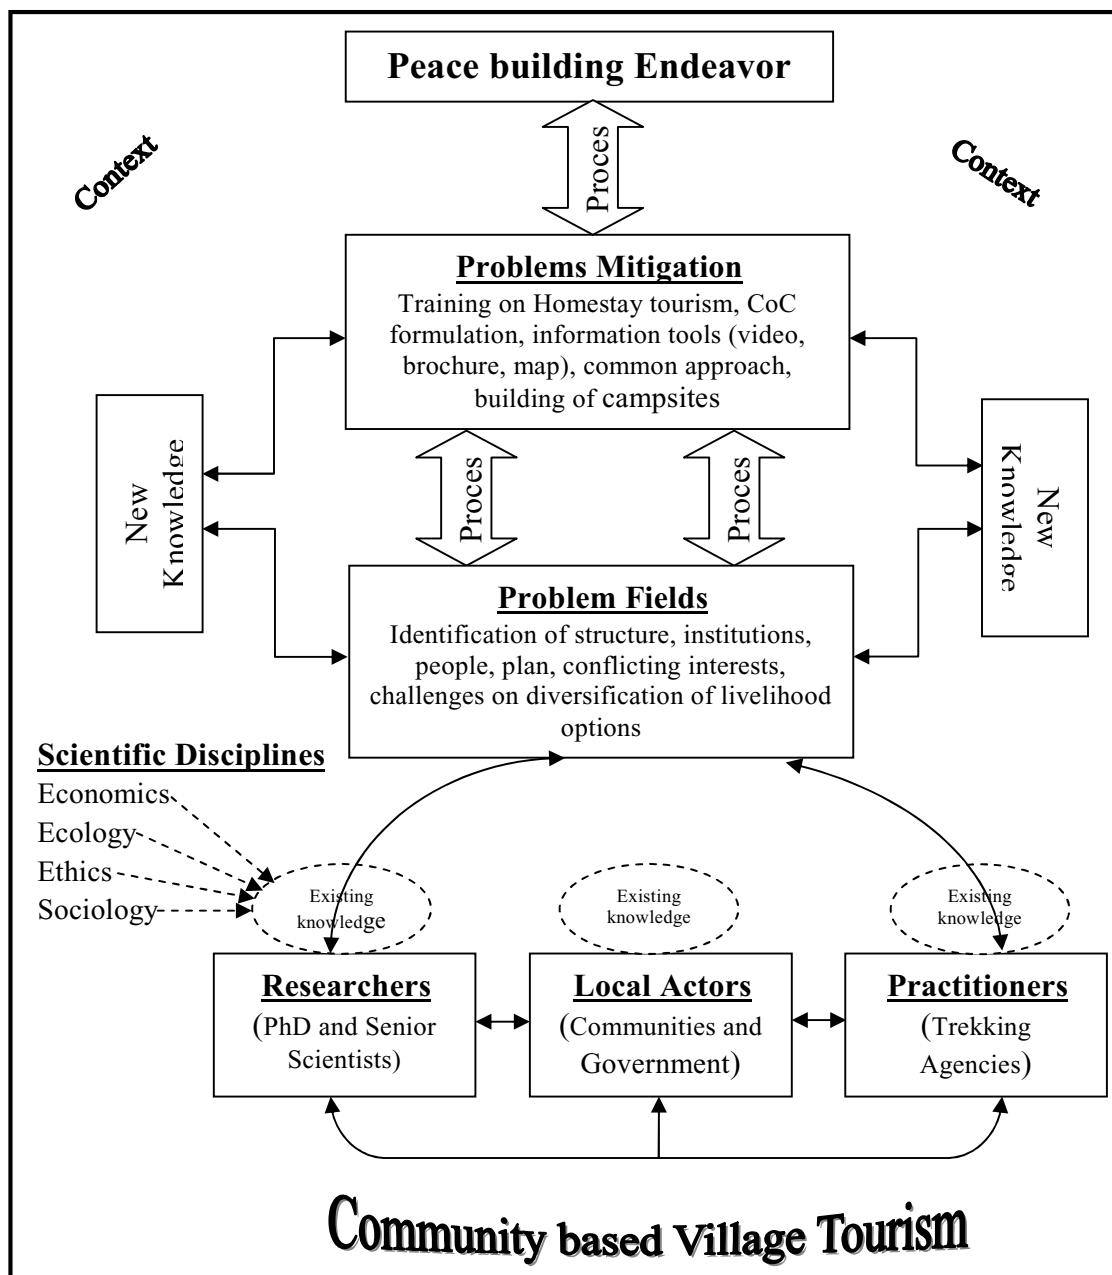 Peace building Endeavor
Context
Proces
Context
Problems Mitigation
Training on Homestay tourism, CoC
formulation, information tools (video,
brochure, map), common approach,
building of campsites
New
Knowledge
Proces
Proces
New
Knowledge
Problem Fields
Identification of structure, institutions,
people, plan, conflicting interests,
challenges on diversification of livelihood
options
Scientific Disciplines
Economics
Ecology
Ethics
Sociology
Existing
knowledge
Existing
knowledge
Existing
knowledge
Researchers
(PhD and Senior
Scientists)
Local Actors
(Communities and
Government)
Practitioners
(Trekking
Agencies)
Community based Village Tourism